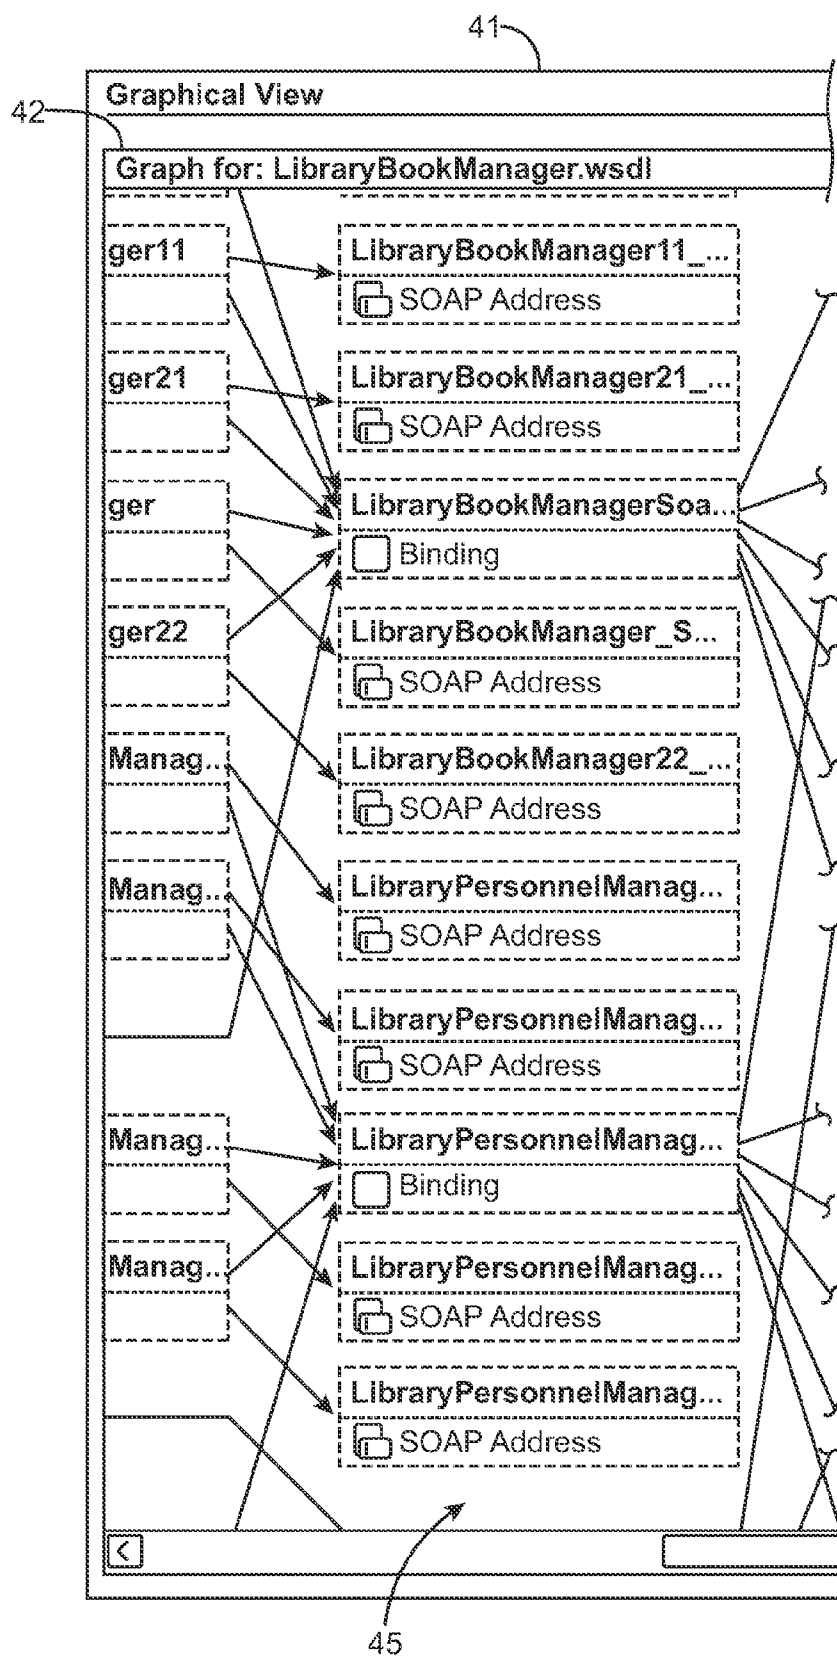 41
Graphical View
42
Graph for: LibraryBookManager.wsdl
ger11
LibraryBookManager11_...
SOAP Address
ger21
LibraryBookManager21_...
SOAP Address
ger
LibraryBookManagerSoa...
Binding
ger22
LibraryBookManager_S...
SOAP Address
Manag...
LibraryBookManager22_...
SOAP Address
Manag...
LibraryPersonnelManag...
SOAP Address
LibraryPersonnelManag...
SOAP Address
Manag...
LibraryPersonnelManag...
Binding
Manag...
LibraryPersonnelManag...
SOAP Address
LibraryPersonnelManag...
SOAP Address
45